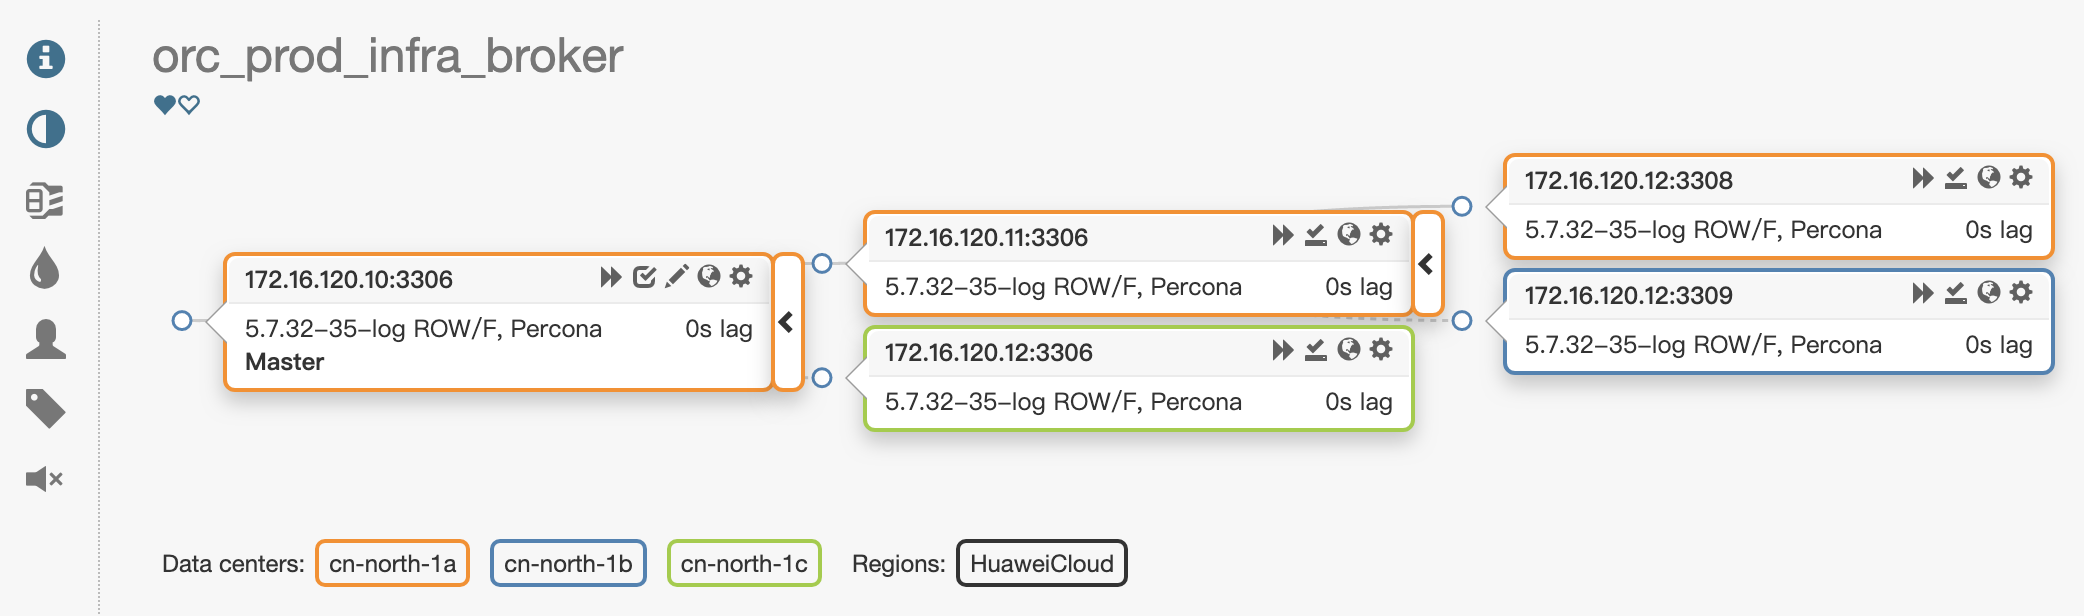 orc_prod_infra_broker
172.16.120.10:3306
5.7.32-35-log ROW/F, Percona 0s lag
Master
172.16.120.11:3306
5.7.32-35-log ROW/F, Percona 0s lag
172.16.120.12:3306
5.7.32-35-log ROW/F, Percona 0s lag
172.16.120.12:3308
5.7.32-35-log ROW/F, Percona 0s lag
172.16.120.12:3309
5.7.32-35-log ROW/F, Percona 0s lag
Data centers: cn-north-1a cn-north-1b cn-north-1c Regions: HuaweiCloud